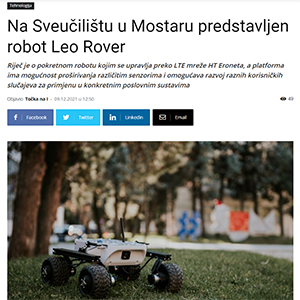 Tehnologija
Na Sveučilištu u Mostaru predstavljen
robot Leo Rover
Riječ je o pokretnom robotu kojim se upravlja preko LTE mreže HT Eroneta, a platforma
ima mogućnost proširivanja različitim senzorima i omogućava razvoj raznih korisničkih
slučajeva za primjenu u konkretnim poslovnim sustavima
Objavio: Točka na i - 09.12.2021 u 12:50 49
Facebook Twitter Linkedin Email